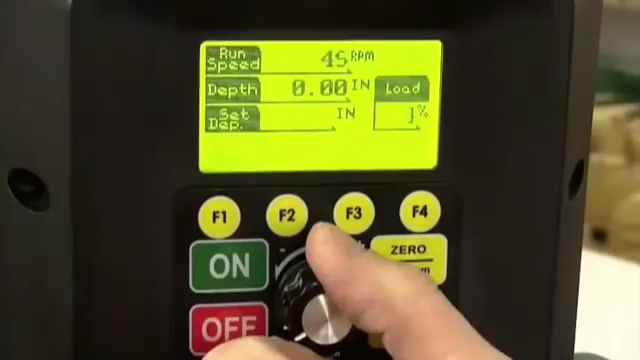 Run Speed 45 RPM
Depth 0.00 IN
Load
Set Dep. IN
%
F1 F2 F3 F4
ON
ZERO
OFF